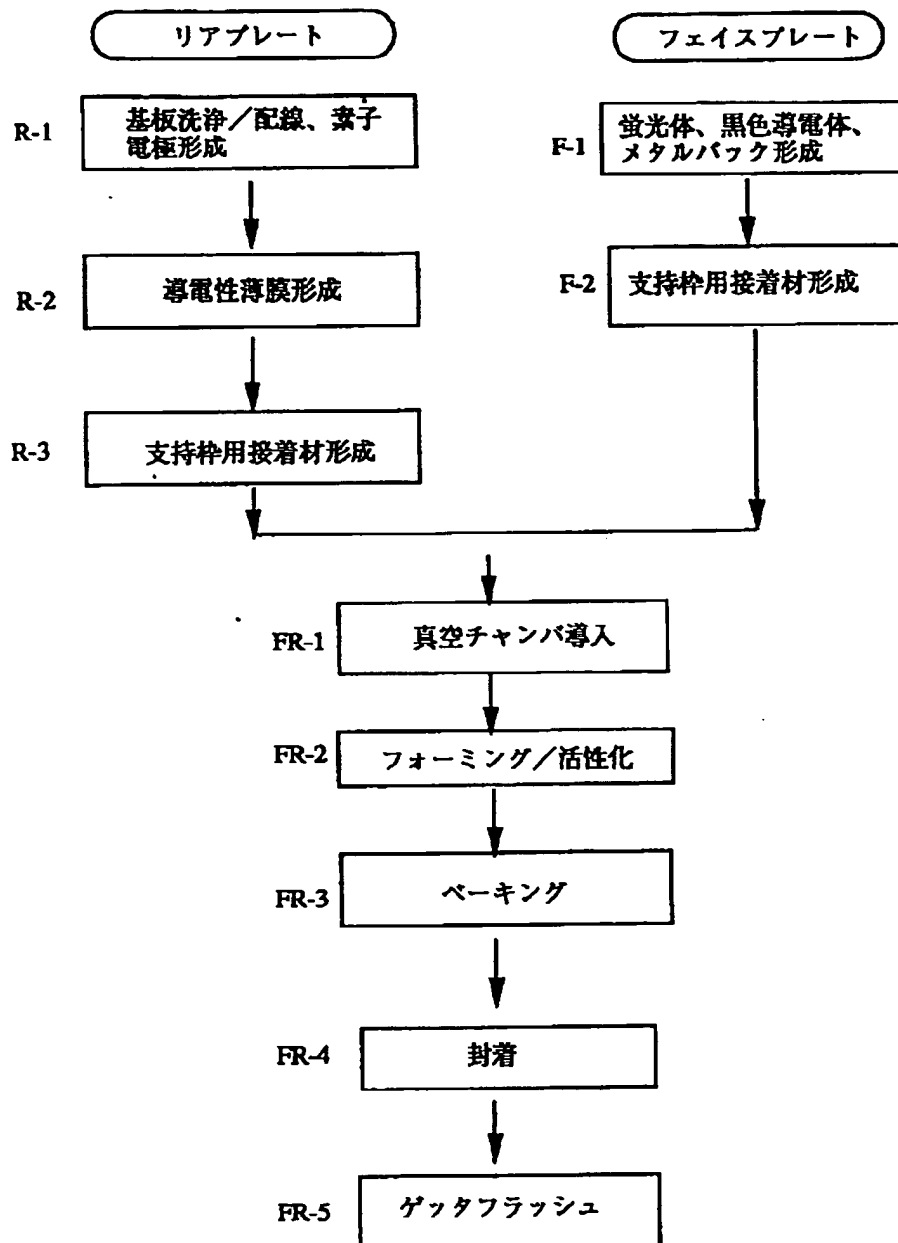 リアプレート
フェイスプレート
R-1
基板洗浄／配線、素子
電極形成
F-1
蛍光体、黒色導電体、
メタルバック形成
R-2
導電性薄膜形成
F-2
支持枠用接着材形成
R-3
支持枠用接着材形成
FR-1
真空チャンバ導入
FR-2
フォーミング／活性化
FR-3
ベーキング
FR-4
封着
FR-5
ゲッタフラッシュ